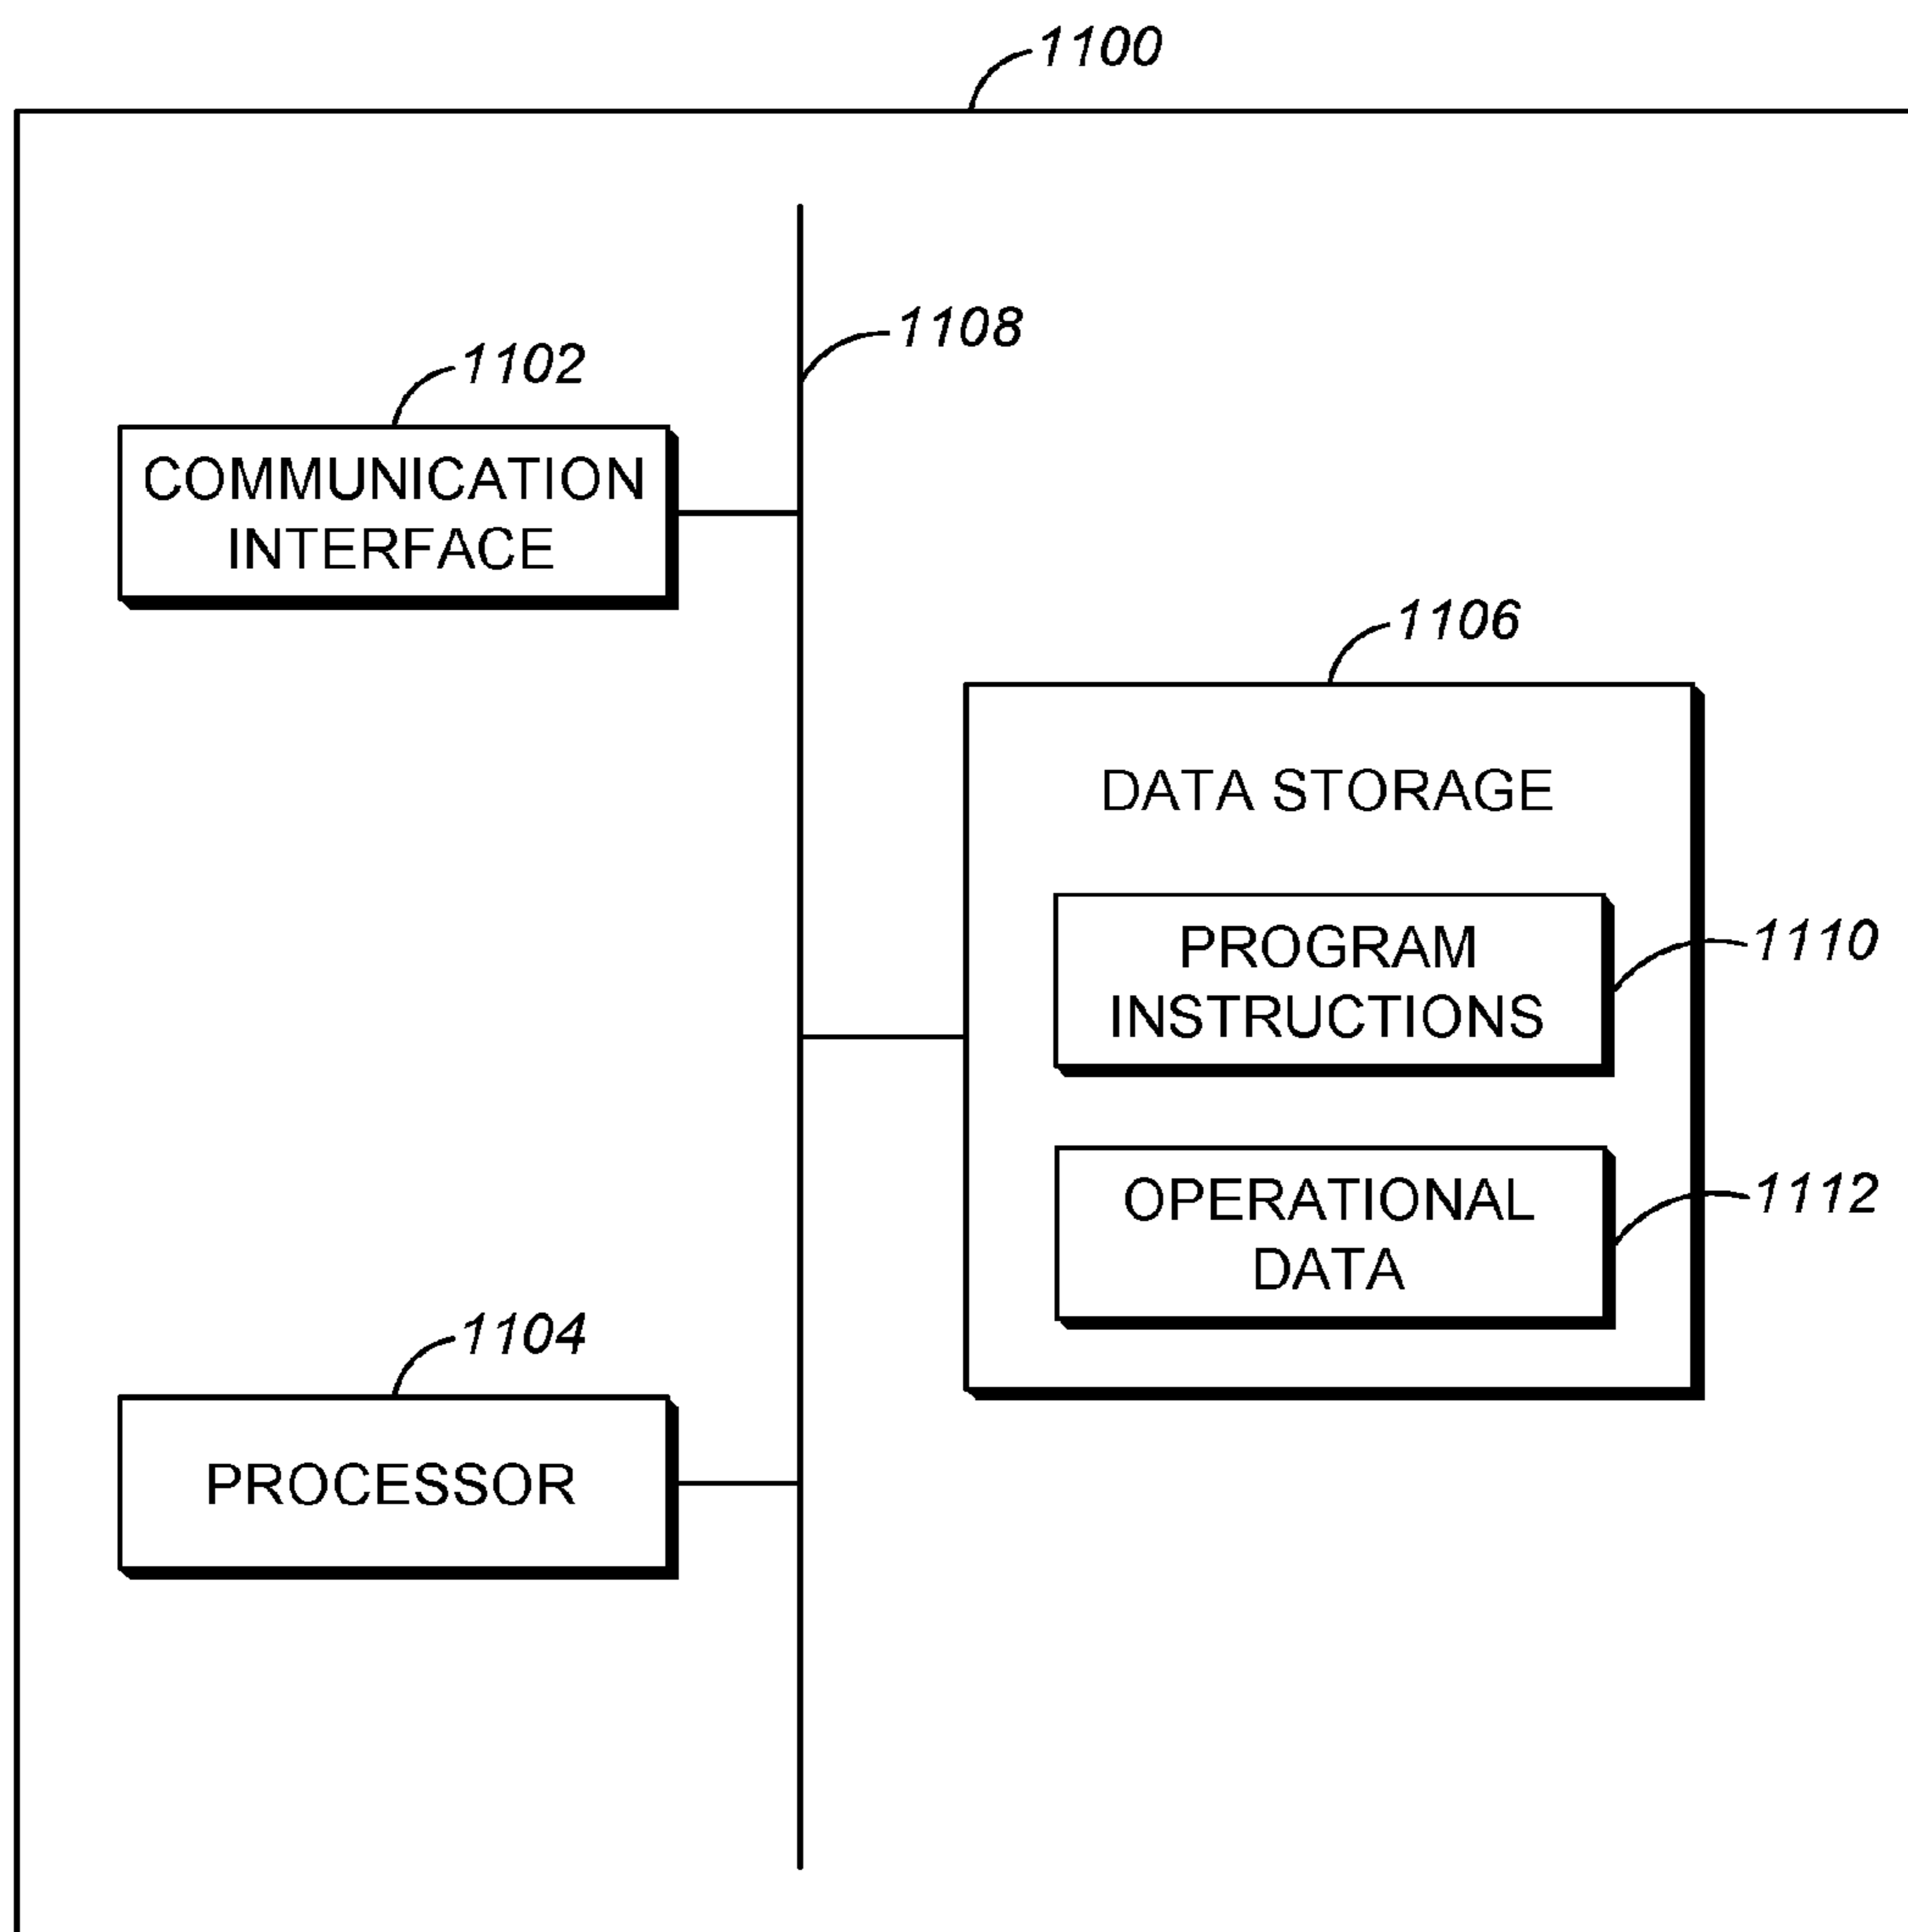 1100
1108
1102
COMMUNICATION
INTERFACE
1106
DATA STORAGE
PROGRAM
INSTRUCTIONS
1110
OPERATIONAL
DATA
1112
1104
PROCESSOR